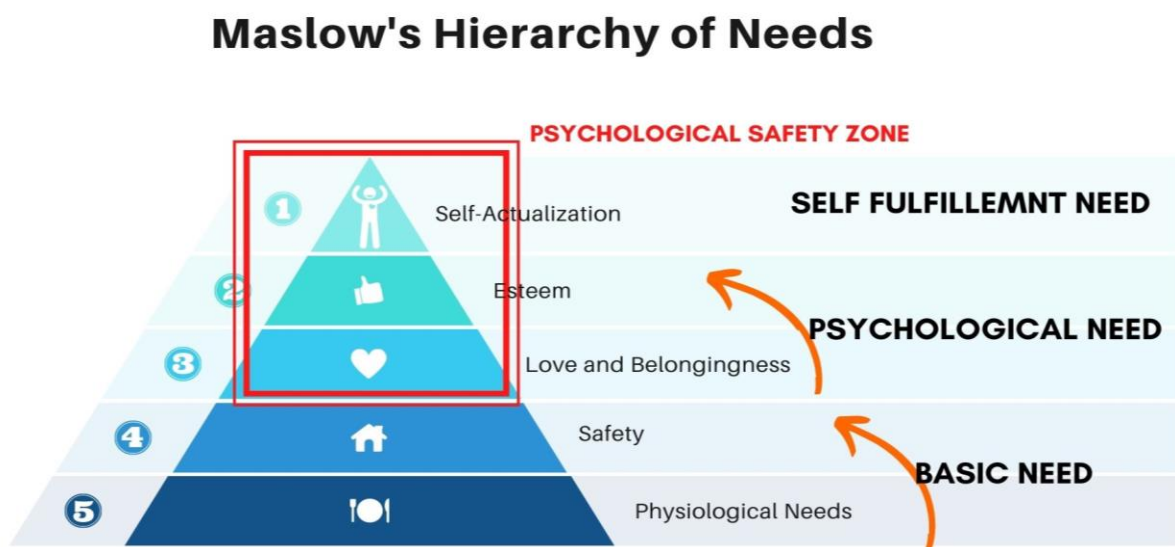 Maslow's Hierarchy of Needs
PSYCHOLOGICAL SAFETY ZONE
1
Self-Actualization
SELF FULFILLEMNT NEED
2
Esteem
PSYCHOLOGICAL NEED
3
Love and Belongingness
4
Safety
BASIC NEED
5
Physiological Needs